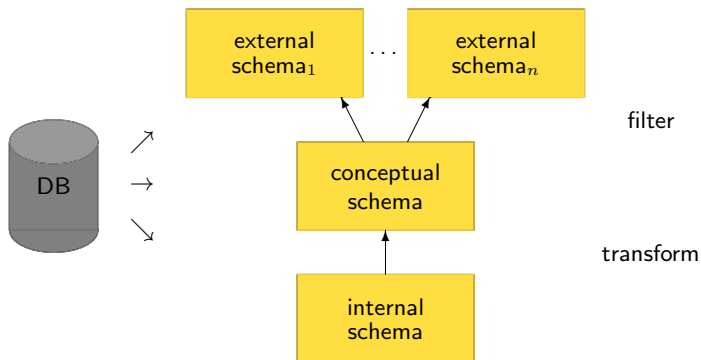 external
schema₁
...
external
schemaₙ
filter
DB
conceptual
schema
transform
internal
schema